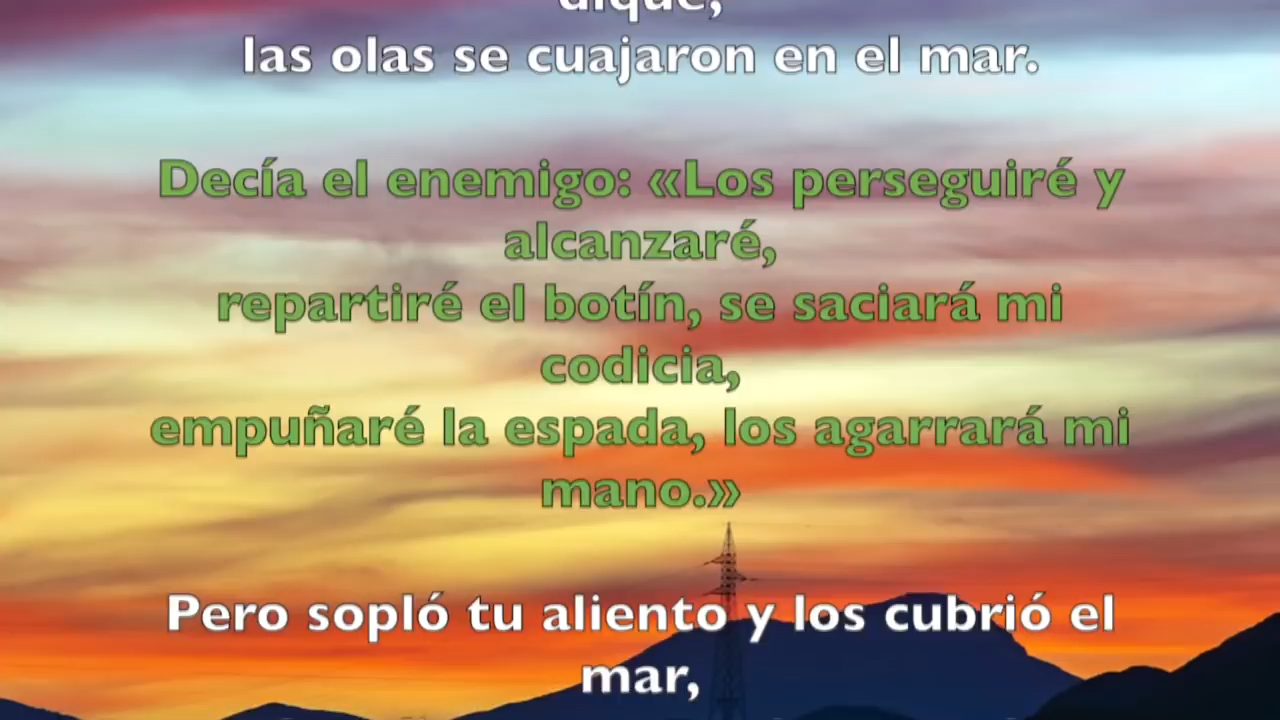 dique,
las olas se cuajaron en el mar.
Decía el enemigo: «Los perseguiré y
alcanzaré,
repartiré el botín, se saciará mi
codicia,
empuñaré la espada, los agarrará mi
mano.»
Pero sopló tu aliento y los cubrió el
mar,